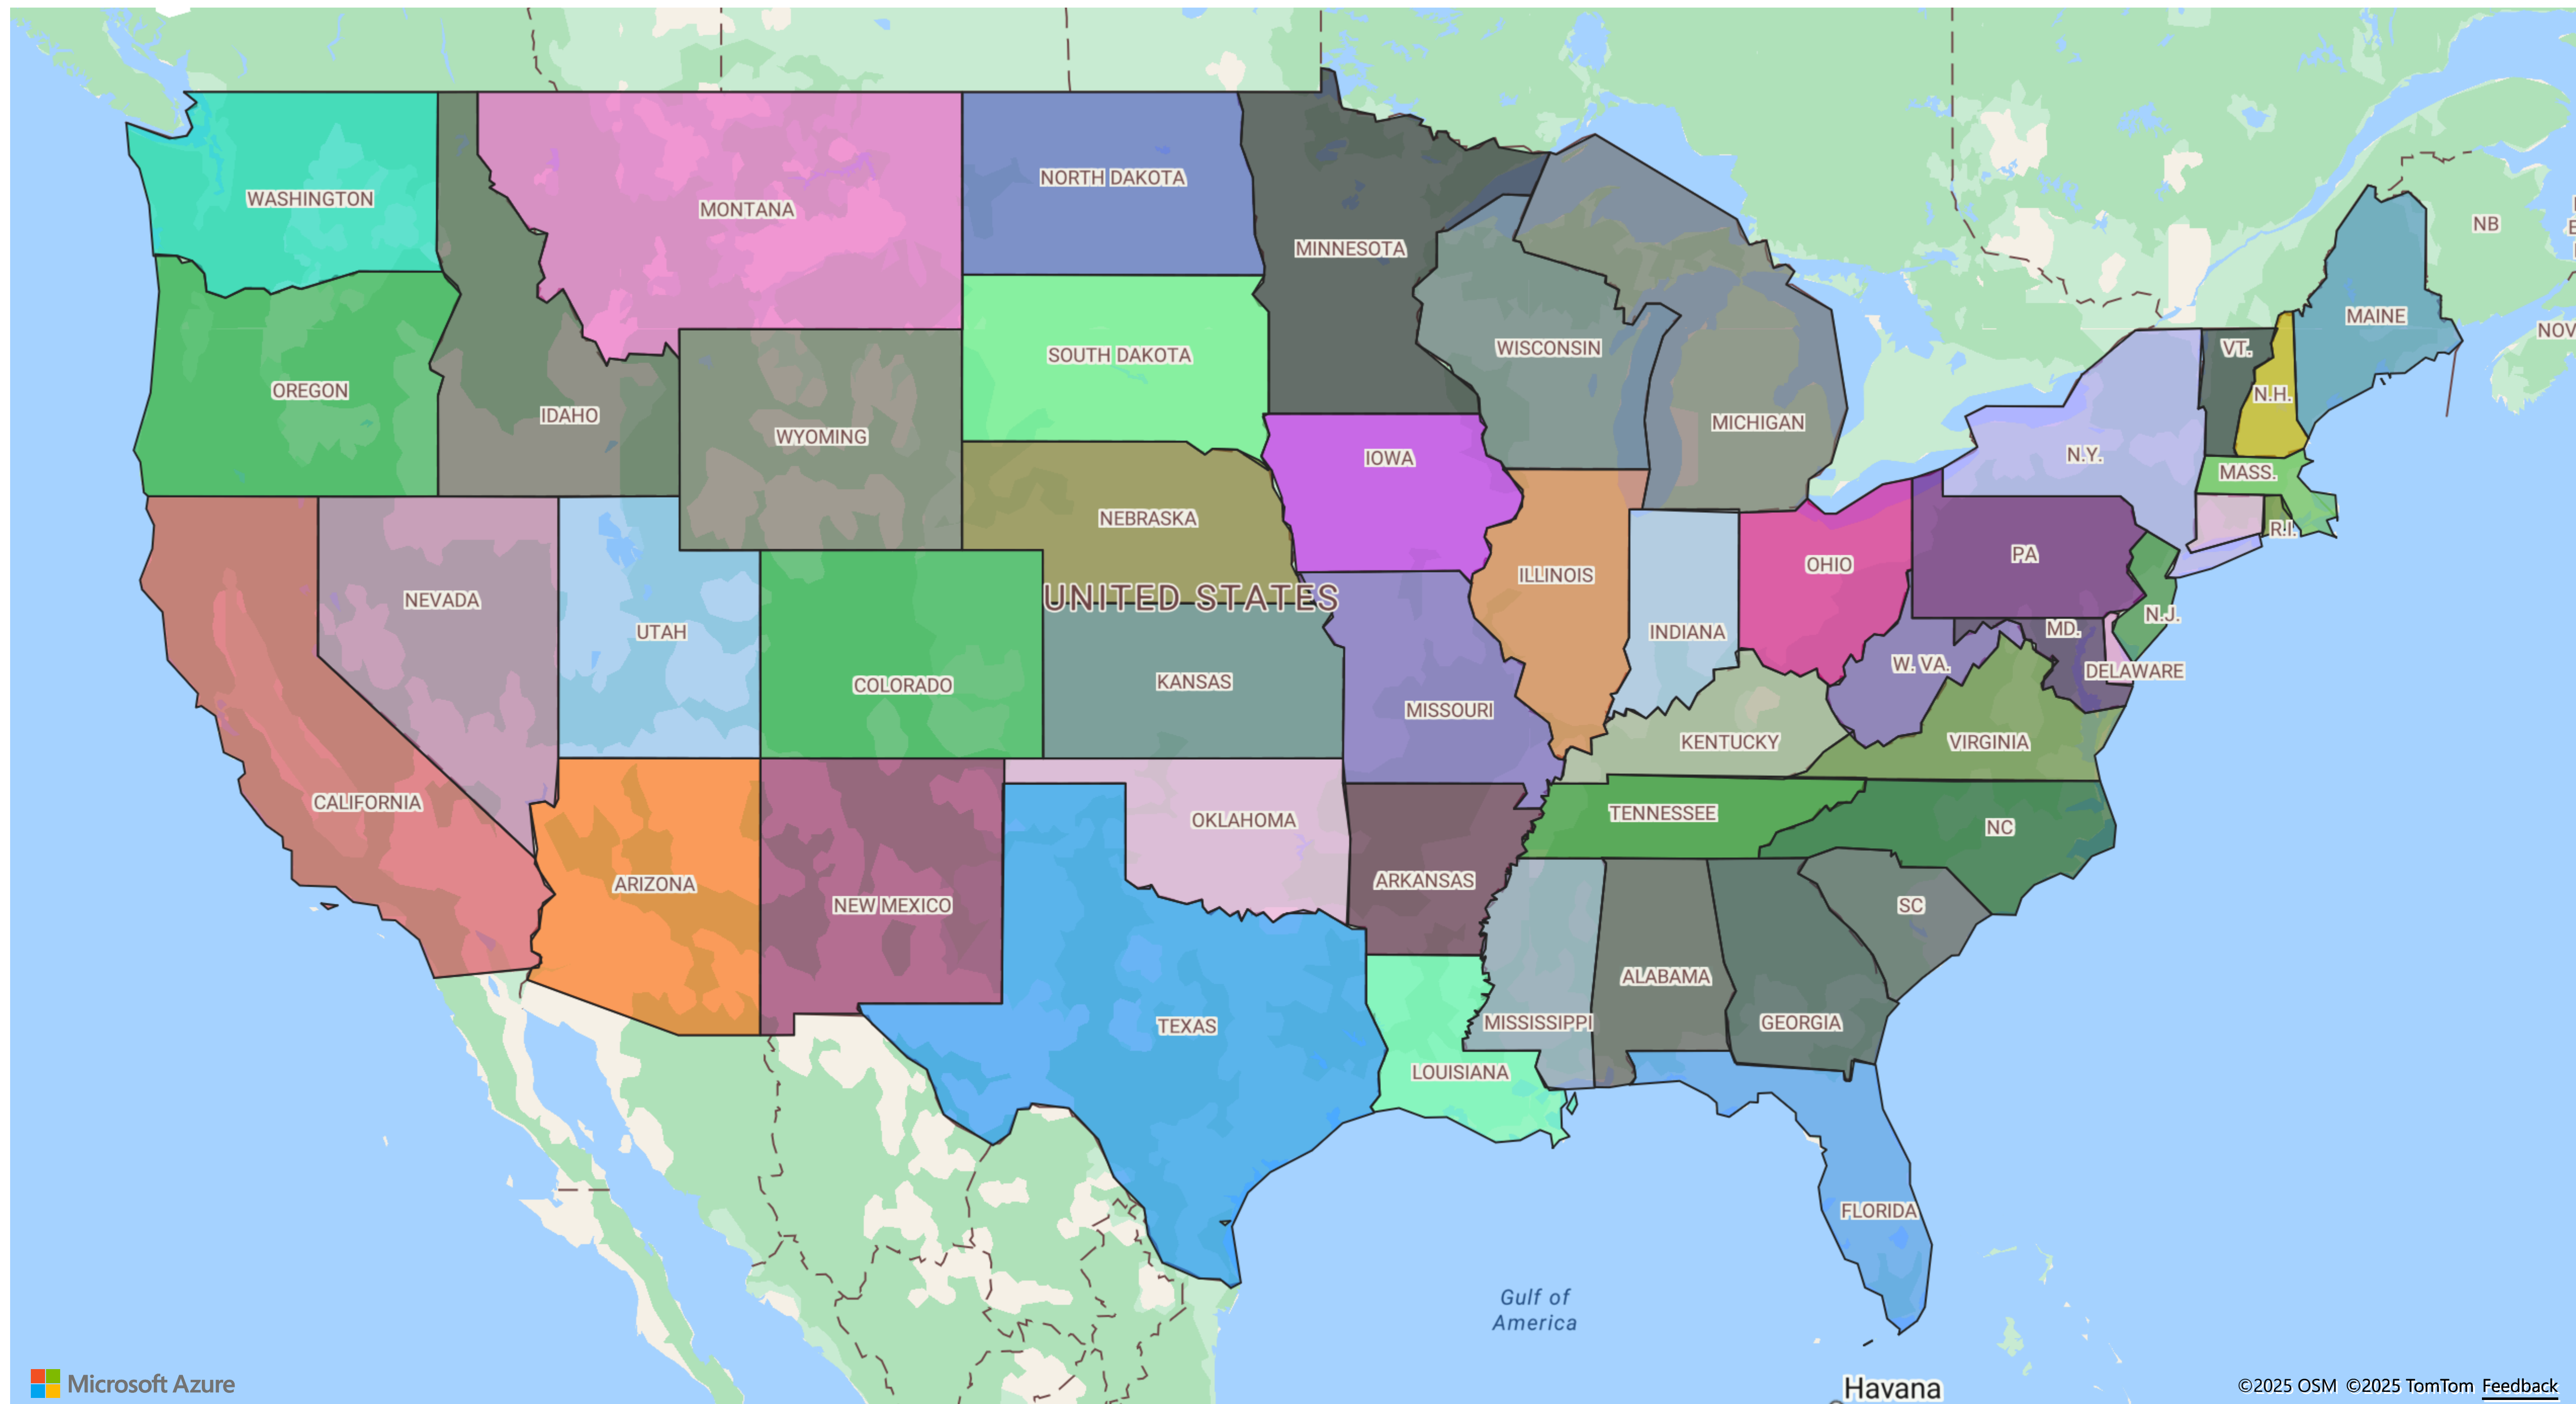 WASHINGTON
MONTANA
NORTH DAKOTA
MINNESOTA
NB
MAINE
NOV
OREGON
IDAHO
WYOMING
SOUTH DAKOTA
WISCONSIN
MICHIGAN
VT.
N.H.
N.Y.
MASS.
R.I.
IOWA
NEBRASKA
NEVADA
UTAH
UNITED STATES
ILLINOIS
INDIANA
OHIO
PA
N.J.
MD.
DELAWARE
W. VA.
COLORADO
KANSAS
MISSOURI
KENTUCKY
VIRGINIA
CALIFORNIA
ARIZONA
NEW MEXICO
OKLAHOMA
ARKANSAS
TENNESSEE
NC
SC
TEXAS
LOUISIANA
MISSISSIPPI
ALABAMA
GEORGIA
FLORIDA
Gulf of
America
Havana
Microsoft Azure
©2025 OSM ©2025 TomTom Feedback